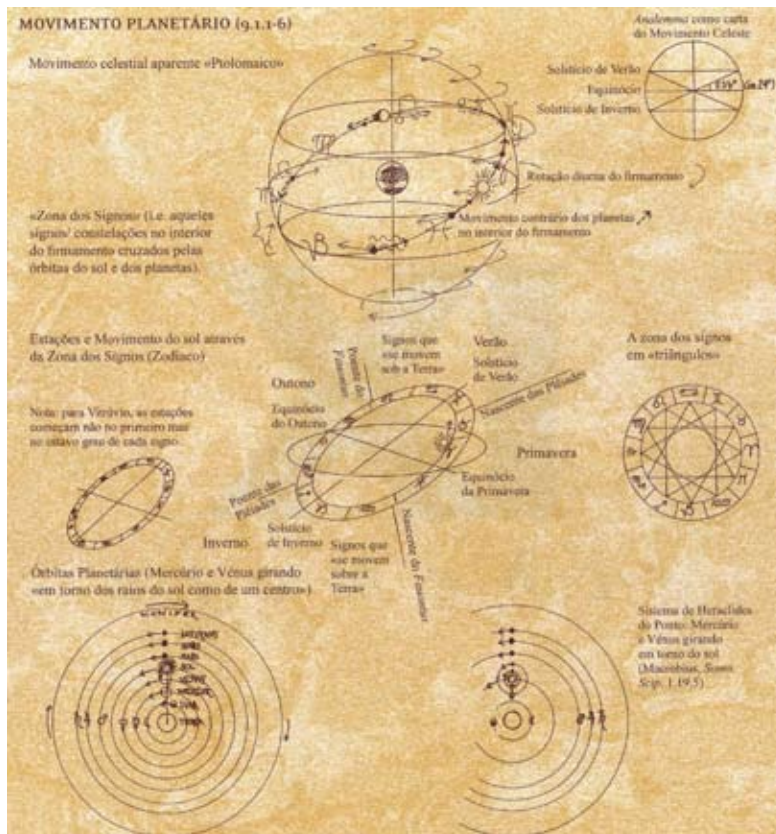 MOVIMENTO PLANETÁRIO (9.1.1-6)
Analemma como carta
do Movimento Celeste
Movimento celestial aparente «Ptolomaico»
Solstício de Verão
Equinócio
Solstício de Inverno
Rotação diurna do firmamento
«Zona dos Signos» (i.e. aqueles
signos/ constelações no interior
do firmamento cruzados pelas
órbitas do sol e dos planetas).
Movimento contrário dos planetas
no interior do firmamento
Estações e Movimento do sol através
da Zona dos Signos (Zodíaco)
Signos que
«se movem
sob a Terra»
Verão
Solstício
de Verão
A zona dos signos
em «triângulos»
Poente do
Outono
Nascente das Plêiades
Nota: para Vitrúvio, as estações
começam não no primeiro mas
no oitavo grau de cada signo.
Equinócio
do Outono
Primavera
Equinócio
da Primavera
Poente das
Plêiades
Solstício
de Inverno
Inverno
Signos que
«se movem
sobre a
Terra»
Nascente do
Órbitas Planetárias (Mercúrio e Vénus girando
«em torno dos raios do sol como de um centro»)
Sistema de Heraclides
do Ponto: Mercúrio
e Vénus girando
em torno do sol
(Macrobius, Somn.
Scip. 1.19.5)